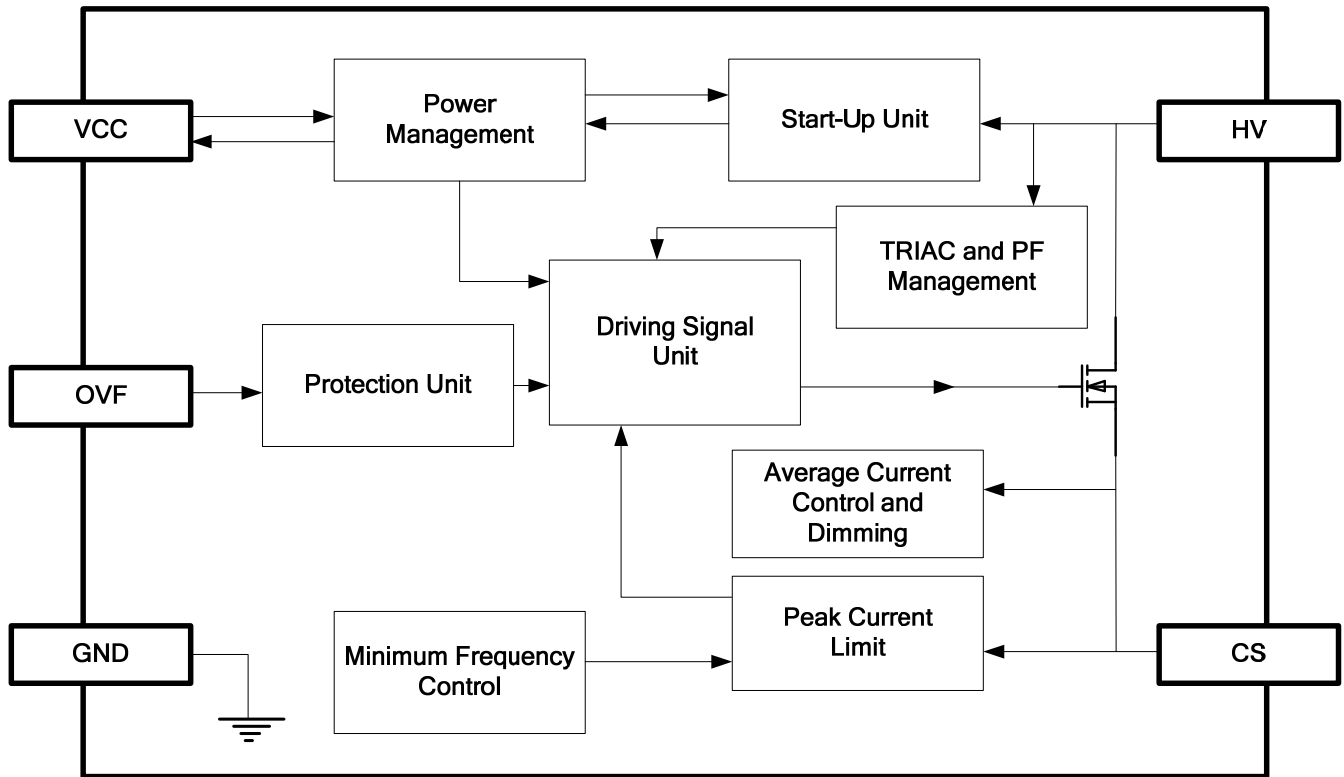 VCC
Power
Management
Start-Up Unit
HV
TRIAC and PF
Management
Driving Signal
Unit
OVF
Protection Unit
Average Current
Control and
Dimming
GND
Minimum Frequency
Control
Peak Current
Limit
CS